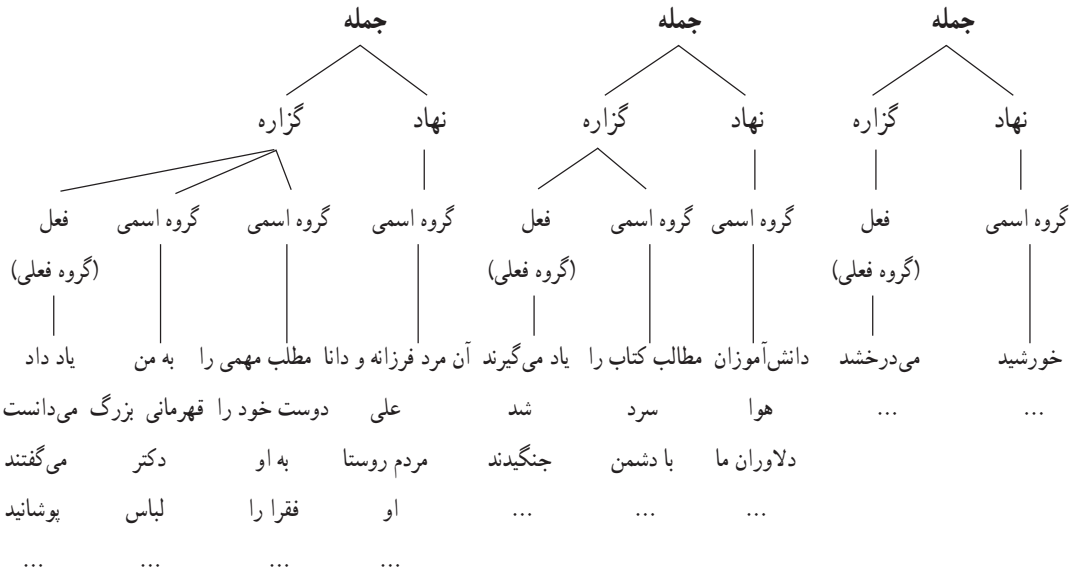 جمله جمله جمله
نهاد گزاره نهاد گزاره نهاد گزاره
گروه اسمی فعل گروه اسمی گروه اسمی فعل گروه اسمی گروه اسمی گروه اسمی فعل
(گروه فعلی) (گروه فعلی) (گروه فعلی)
خورشید می‌درخشد دانش‌آموزان مطالب کتاب را یاد می‌گیرند آن مرد فرزانه و دانا مطلب مهمی را به من یاد داد
... ... هوا سرد شد علی دوست خود را قهرمانی بزرگ می‌دانست
دلاوران ما با دشمن جنگیدند مردم روستا به او دکتر می‌گفتند
... ... ... او فقرا را لباس پوشانید
... ... ... ...